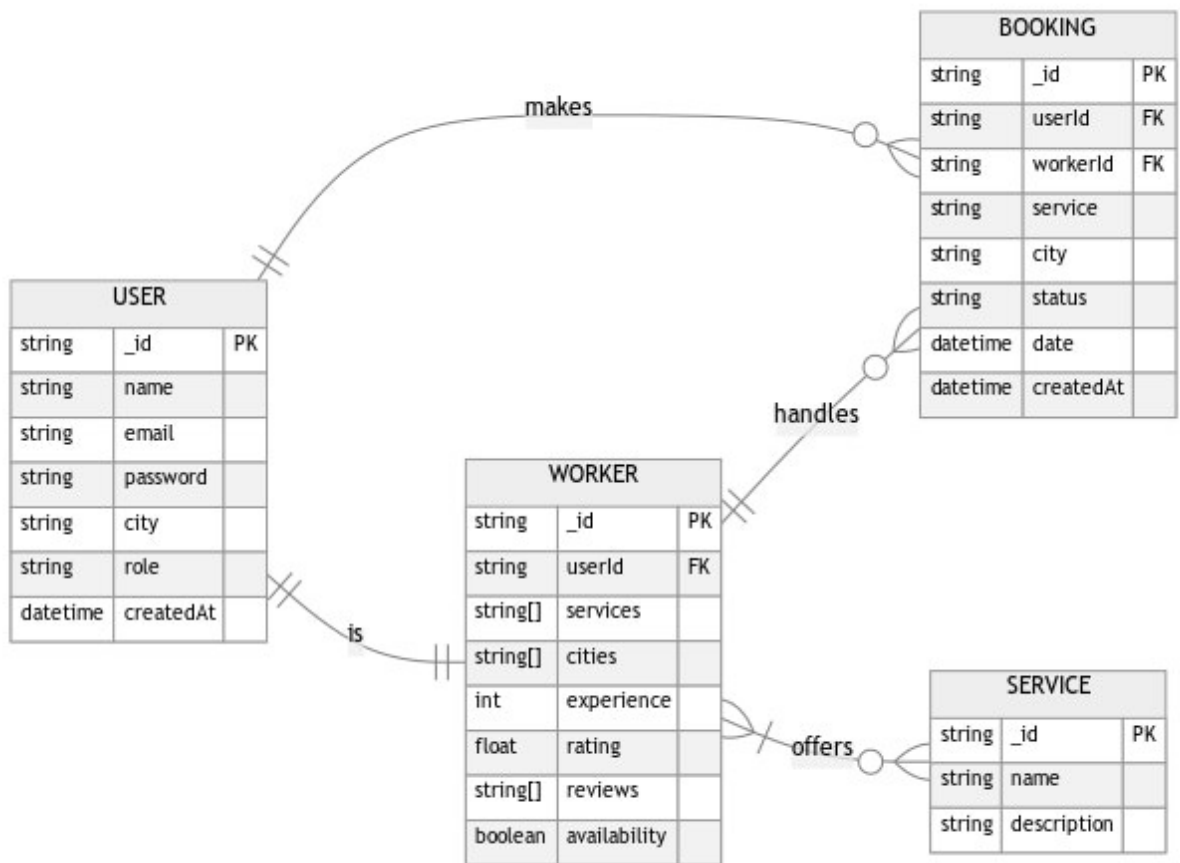 BOOKING
string _id PK
string userId FK
string workerId FK
string service
string city
string status
datetime date
datetime createdAt
makes
USER
string _id PK
string name
string email
string password
string city
string role
datetime createdAt
handles
WORKER
string _id PK
string userId FK
string[] services
string[] cities
int experience
float rating
string[] reviews
boolean availability
is
offers
SERVICE
string _id PK
string name
string description